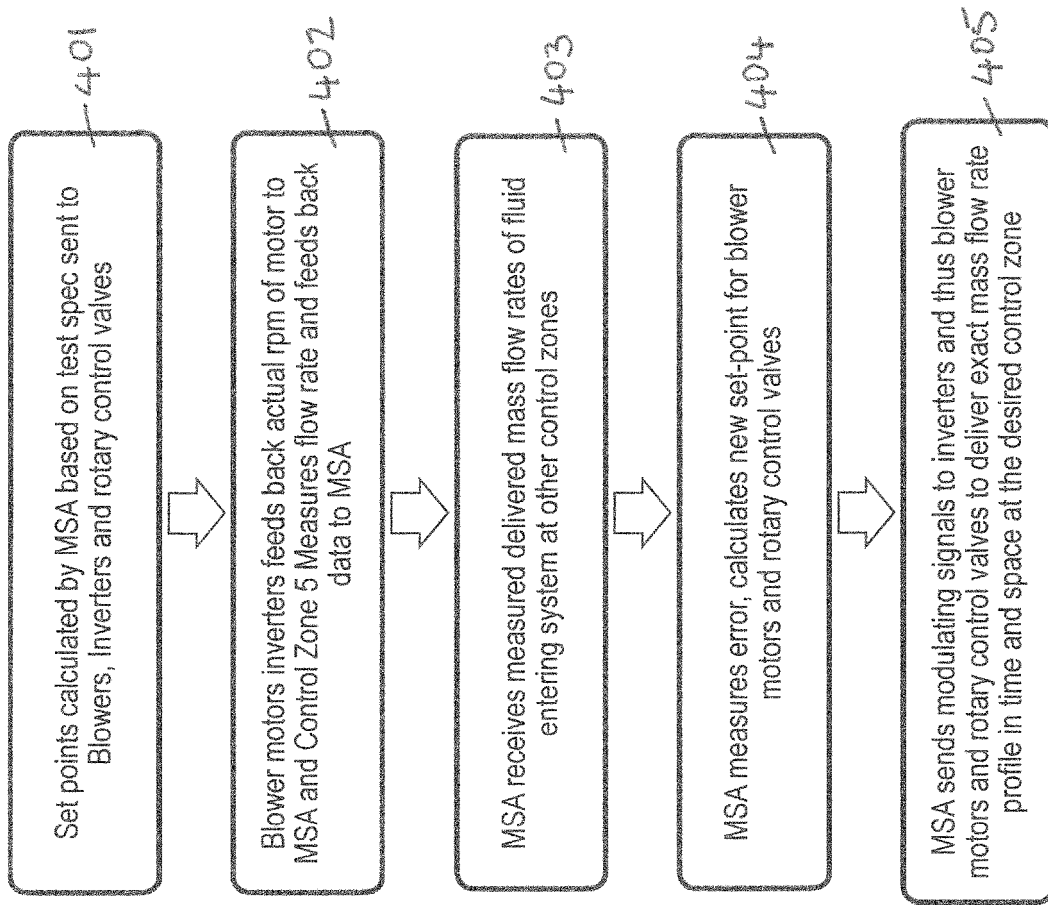 Set points calculated by MSA based on test spec sent to
Blowers, Inverters and rotary control valves
401
Blower motors inverters feeds back actual rpm of motor to
MSA and Control Zone 5 Measures flow rate and feeds back
data to MSA
402
MSA receives measured delivered mass flow rates of fluid
entering system at other control zones
403
MSA measures error, calculates new set-point for blower
motors and rotary control valves
404
MSA sends modulating signals to inverters and thus blower
motors and rotary control valves to deliver exact mass flow rate
profile in time and space at the desired control zone
405